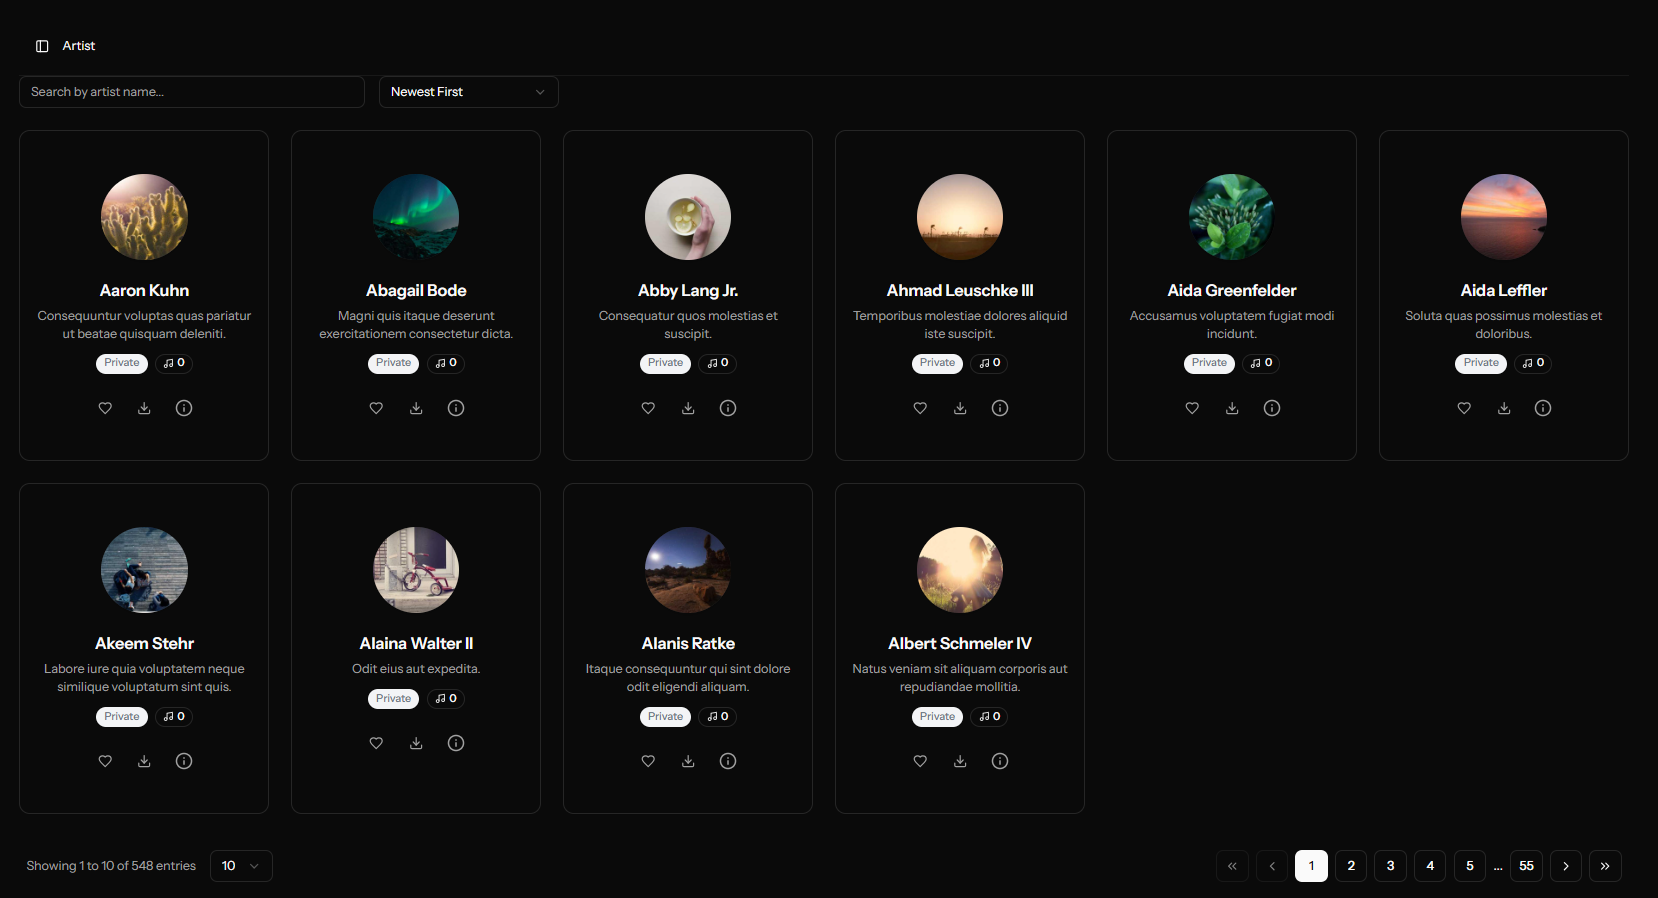 Artist
Search by artist name...
Newest First
Aaron Kuhn
Consequuntur voluptas quas pariatur
ut beatae quisquam deleniti.
Private
0
Abagail Bode
Magni quis itaque deserunt
exercitationem consectetur dicta.
Private
0
Abby Lang Jr.
Consequatur quos molestias et
suscipit.
Private
0
Ahmad Leuschke III
Temporibus molestiae dolores aliquid
iste suscipit.
Private
0
Aida Greenfelder
Accusamus voluptatem fugiat modi
incidunt.
Private
0
Aida Leffler
Soluta quas possimus molestias et
doloribus.
Private
0
Akeem Stehr
Labore iure quia voluptatem neque
similique voluptatum sint quis.
Private
0
Alaina Walter II
Odit eius aut expedita.
Private
0
Alanis Ratke
Itaque consequuntur qui sint dolore
odit eligendi aliquam.
Private
0
Albert Schmeler IV
Natus veniam sit aliquam corporis aut
repudiandae mollitia.
Private
0
Showing 1 to 10 of 548 entries
10
« ‹ 1 2 3 4 5 ... 55 › »